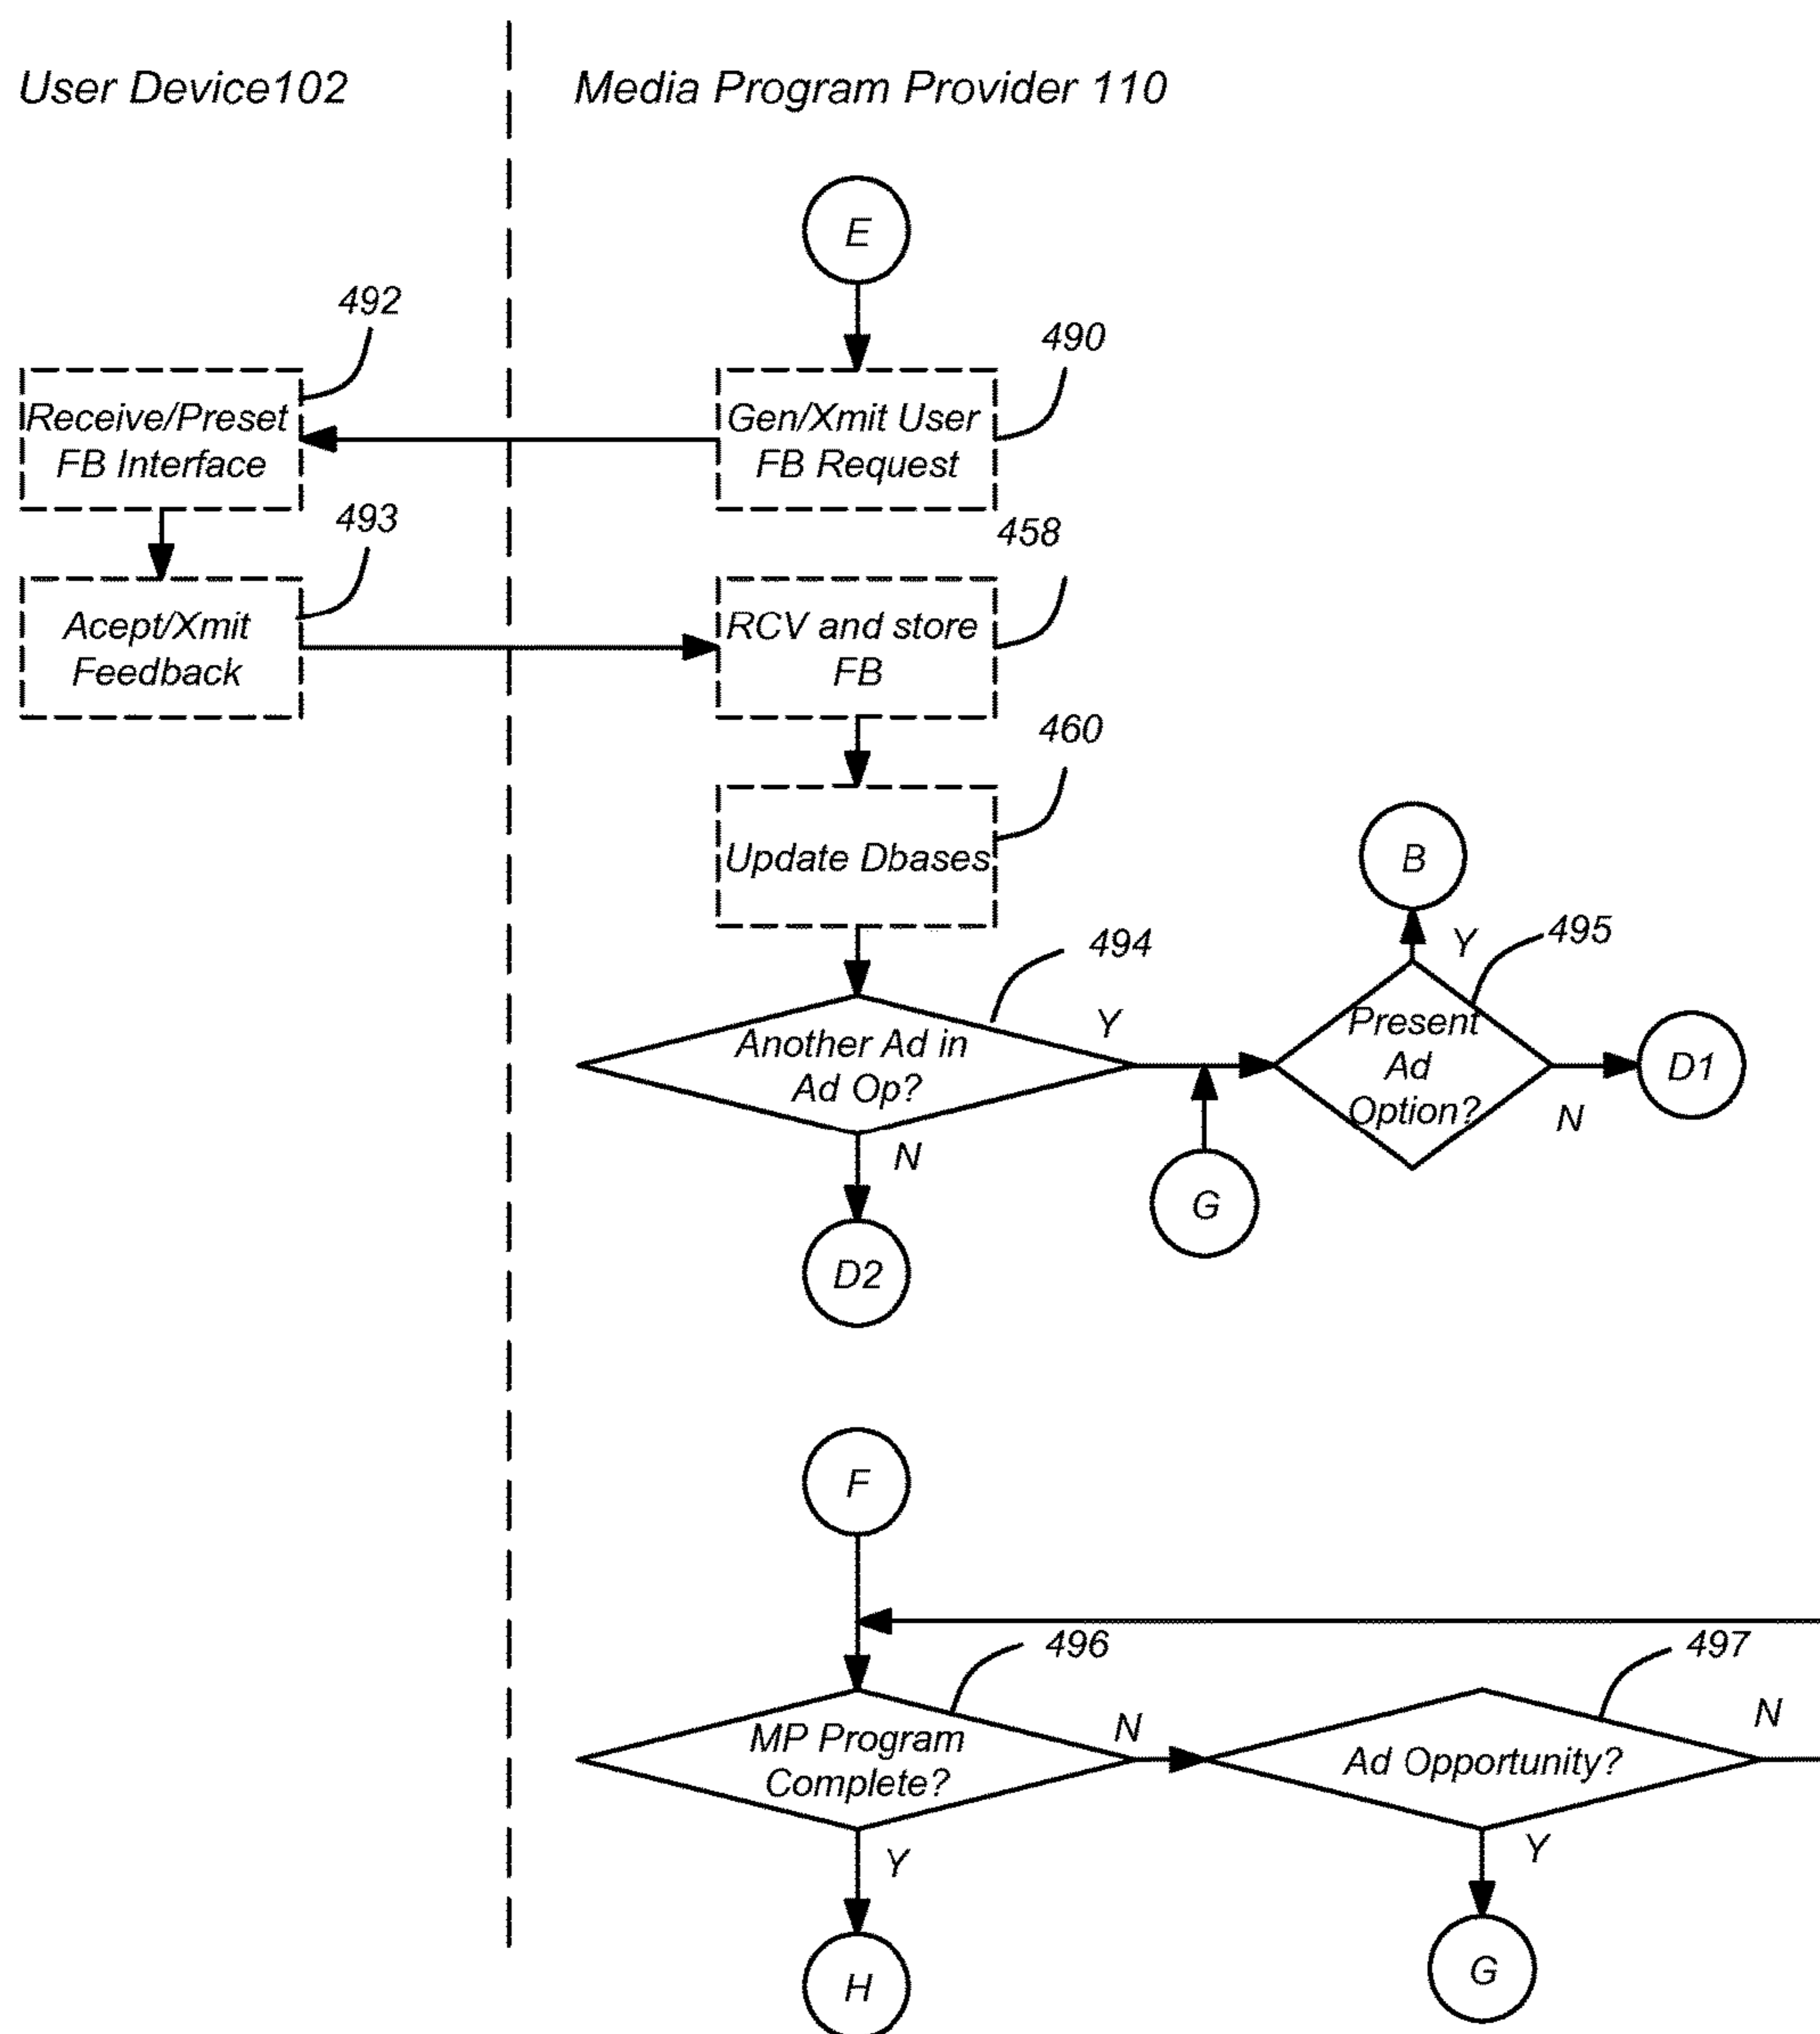 User Device102
Media Program Provider 110
E
492
490
Receive/Preset
FB Interface
Gen/Xmit User
FB Request
493
458
Acept/Xmit
Feedback
RCV and store
FB
460
Update Dbases
B
494
Y
495
Another Ad in
Ad Op?
Y
Present
Ad
Option?
D1
N
N
G
D2
F
496
497
MP Program
Complete?
N
Ad Opportunity?
N
Y
Y
H
G